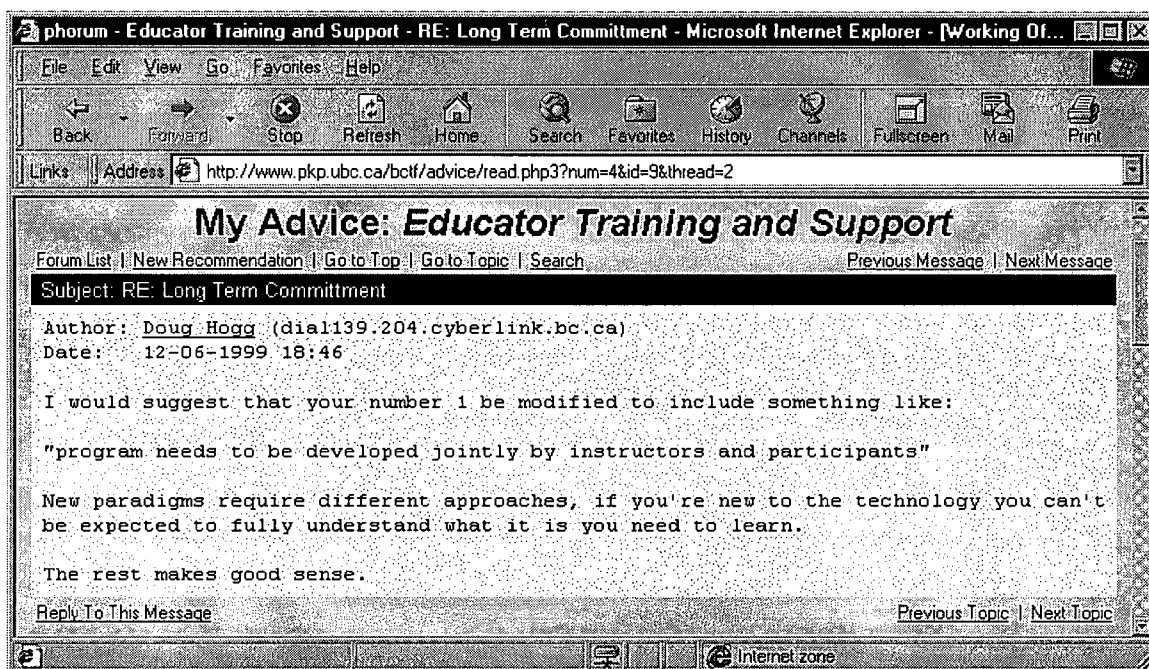 phorum - Educator Training and Support - RE: Long Term Committment - Microsoft Internet Explorer - [Working Of...
File Edit View Go Favorites Help
Back Forward Stop Refresh Home Search Favorites History Channels Fullscreen Mail Print
Links Address http://www.pkp.ubc.ca/bctf/advice/read.php3?num=4&id=9&thread=2
My Advice: Educator Training and Support
Forum List | New Recommendation | Go to Top | Go to Topic | Search Previous Message | Next Message
Subject: RE: Long Term Committment
Author: Doug Hogg (dial139.204.cyberlink.bc.ca)
Date: 12-06-1999 18:46
I would suggest that your number 1 be modified to include something like:
"program needs to be developed jointly by instructors and participants"
New paradigms require different approaches, if you're new to the technology you can't
be expected to fully understand what it is you need to learn.
The rest makes good sense.
Reply To This Message Previous Topic | Next Topic
Internet zone